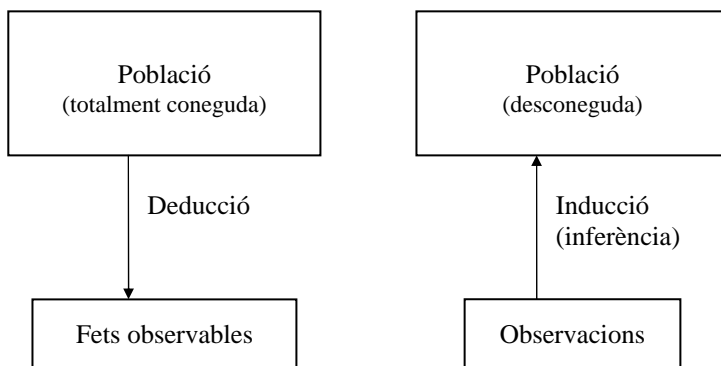 Població
(totalment coneguda)
Deducció
Fets observables
Població
(desconeguda)
Inducció
(inferència)
Observacions